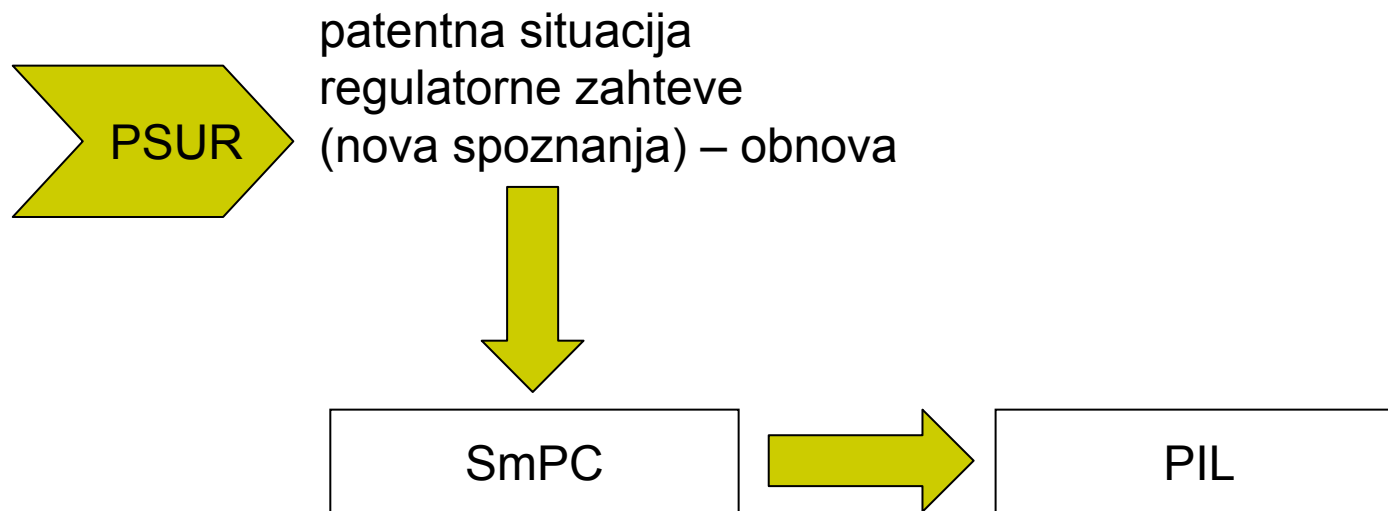 patentna situacija
regulatorne zahteve
PSUR
(nova spoznanja) – obnova
SmPC
PIL